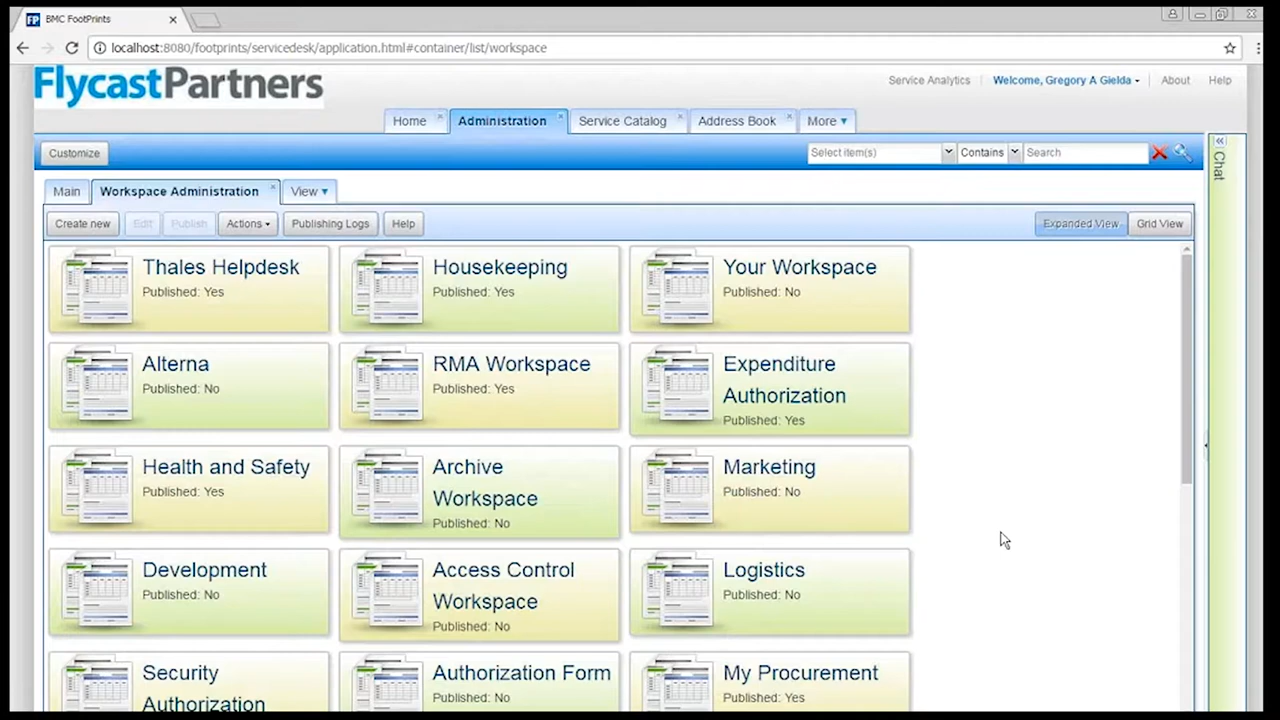 BMC FootPrints
localhost:8080/footprints/servicedesk/application.html#container/list/workspace
FlycastPartners
Service Analytics Welcome, Gregory A Gielda About Help
Home Administration Service Catalog Address Book More
Customize Select item(s) Contains Search
Chat
Main Workspace Administration View
Create new Edit Publish Actions Publishing Logs Help Expanded View Grid View
Thales Helpdesk
Published: Yes
Housekeeping
Published: Yes
Your Workspace
Published: No
Alterna
Published: No
RMA Workspace
Published: Yes
Expenditure
Authorization
Published: Yes
Health and Safety
Published: Yes
Archive
Workspace
Published: No
Marketing
Published: No
Development
Published: No
Access Control
Workspace
Published: No
Logistics
Published: No
Security
Authorization
Authorization Form
Published: No
My Procurement
Published: Yes